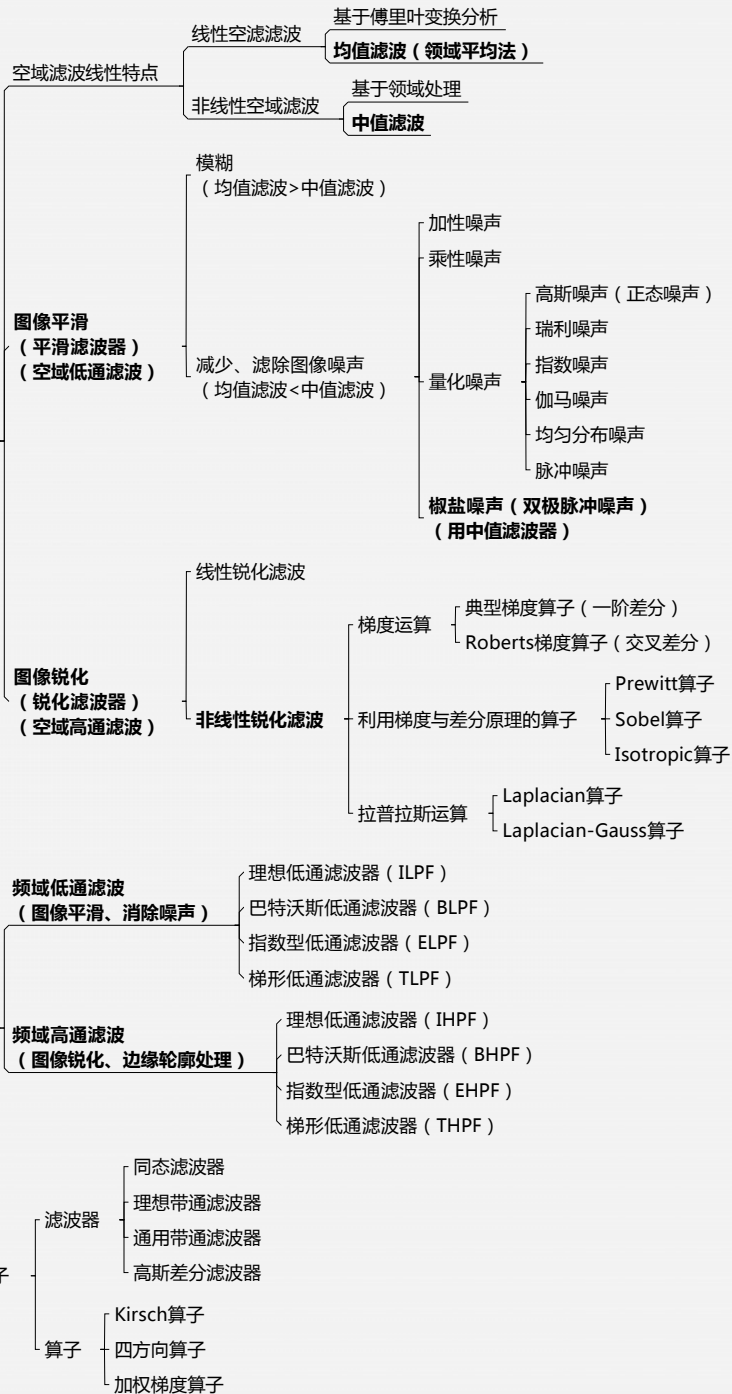 基于傅里叶变换分析
线性空滤滤波
均值滤波（领域平均法）
空域滤波线性特点
基于领域处理
非线性空域滤波
中值滤波
模糊
（均值滤波>中值滤波）
加性噪声
乘性噪声
高斯噪声（正态噪声）
图像平滑
（平滑滤波器）
（空域低通滤波）
瑞利噪声
减少、滤除图像噪声
（均值滤波<中值滤波）
指数噪声
量化噪声
伽马噪声
均匀分布噪声
脉冲噪声
椒盐噪声（双极脉冲噪声）
（用中值滤波器）
线性锐化滤波
典型梯度算子（一阶差分）
梯度运算
Roberts梯度算子（交叉差分）
图像锐化
（锐化滤波器）
（空域高通滤波）
Prewitt算子
非线性锐化滤波
利用梯度与差分原理的算子
Sobel算子
Isotropic算子
Laplacian算子
拉普拉斯运算
Laplacian-Gauss算子
频域低通滤波
（图像平滑、消除噪声）
理想低通滤波器（ILPF）
巴特沃斯低通滤波器（BLPF）
指数型低通滤波器（ELPF）
梯形低通滤波器（TLPF）
频域高通滤波
（图像锐化、边缘轮廓处理）
理想低通滤波器（IHPF）
巴特沃斯低通滤波器（BHPF）
指数型低通滤波器（EHPF）
梯形低通滤波器（THPF）
同态滤波器
滤波器
理想带通滤波器
通用带通滤波器
高斯差分滤波器
子
Kirsch算子
算子
四方向算子
加权梯度算子